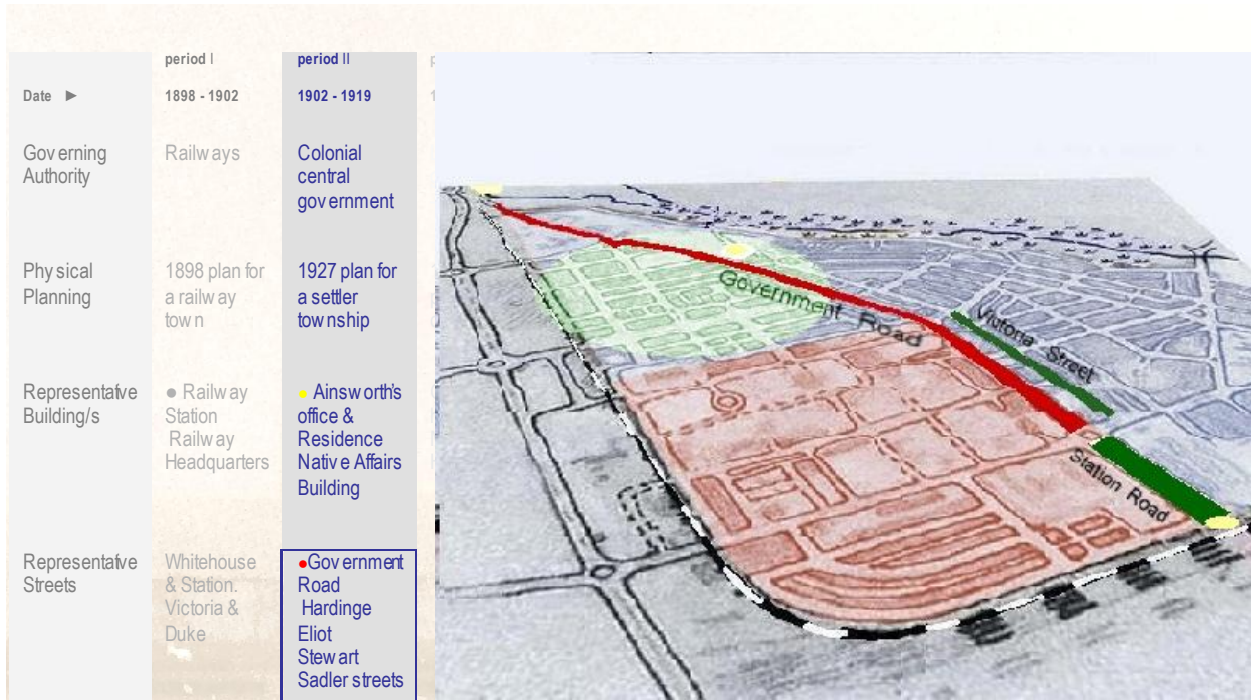 period I
period II
Date ►
1898 - 1902
1902 - 1919
Governing
Authority
Railways
Colonial
central
government
Physical
Planning
1898 plan for
a railway
town
1927 plan for
a settler
township
Representative
Building/s
● Railway
Station
Railway
Headquarters
● Ainsworth's
office &
Residence
Native Affairs
Building
Representative
Streets
Whitehouse
& Station.
Victoria &
Duke
●Government
Road
Hardinge
Eliot
Stewart
Sadler streets
Government Road
Victoria Street
Station Road